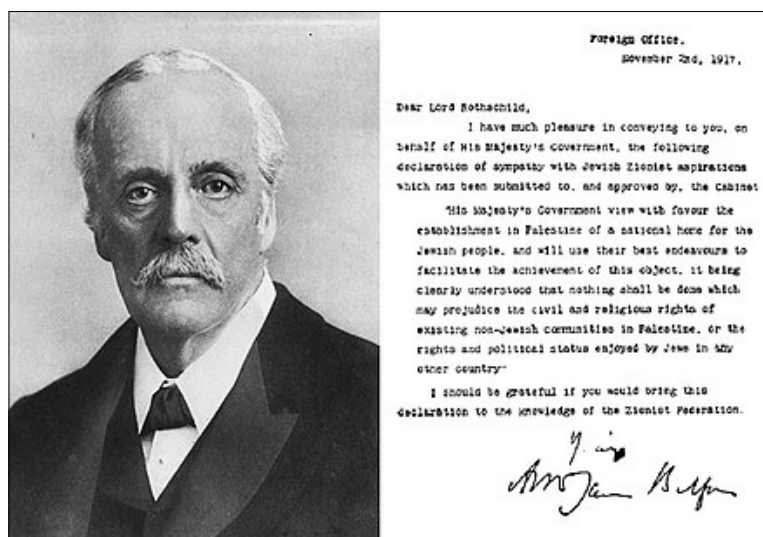 Foreign Office,
November 2nd, 1917.
Dear Lord Rothschild,
I have much pleasure in conveying to you, on
behalf of His Majesty's Government, the following
declaration of sympathy with Jewish Zionist aspirations
which has been submitted to, and approved by, the Cabinet
"His Majesty's Government view with favour the
establishment in Palestine of a national home for the
Jewish people, and will use their best endeavours to
facilitate the achievement of this object, it being
clearly understood that nothing shall be done which
may prejudice the civil and religious rights of
existing non-Jewish communities in Palestine, or the
rights and political status enjoyed by Jews in any
other country"
I should be grateful if you would bring this
declaration to the knowledge of the Zionist Federation.